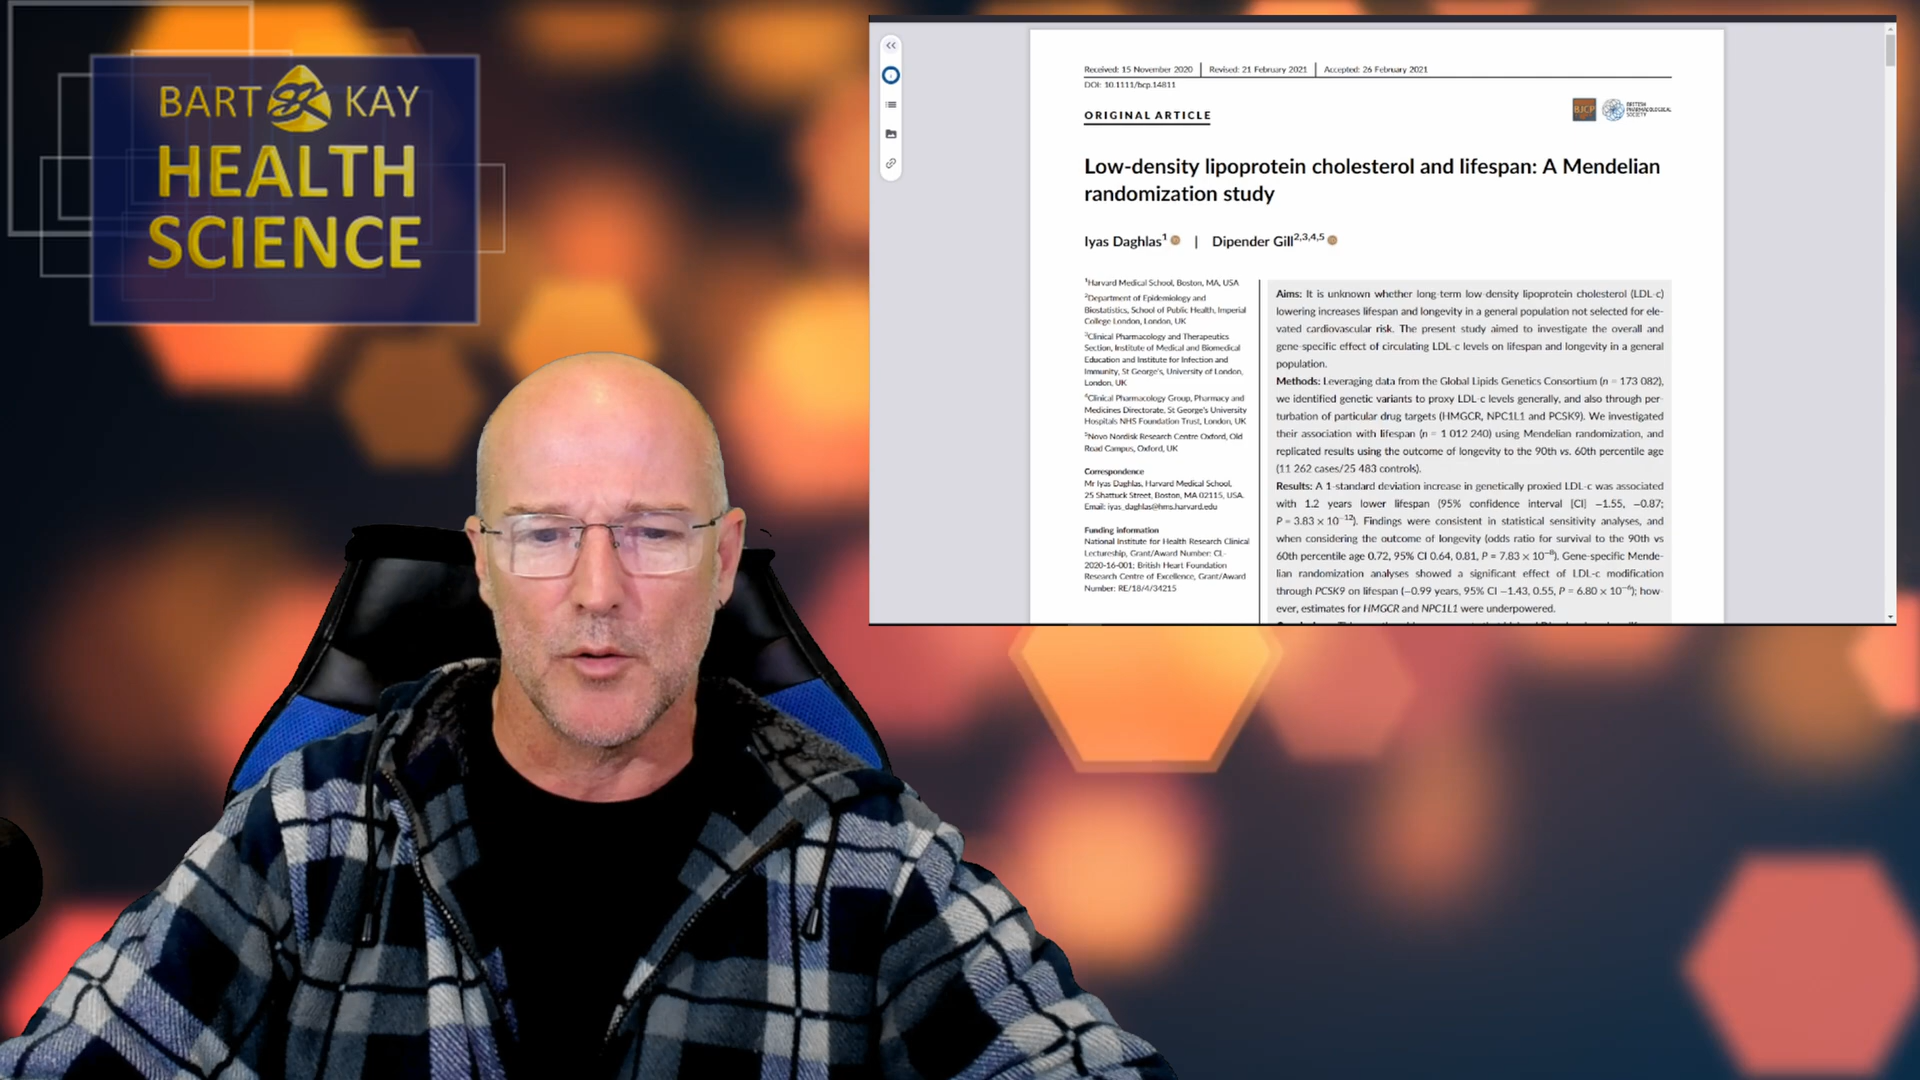 BART KAY
HEALTH
SCIENCE
Received: 15 November 2020 | Revised: 21 February 2021 | Accepted: 26 February 2021
DOI: 10.1111/bcp.14811
ORIGINAL ARTICLE
BJCP
BRITISH
PHARMACOLOGICAL
SOCIETY
Low-density lipoprotein cholesterol and lifespan: A Mendelian
randomization study
Iyas Daghlas1 | Dipender Gill2,3,4,5
1Harvard Medical School, Boston, MA, USA
2Department of Epidemiology and
Biostatistics, School of Public Health, Imperial
College London, London, UK
3Clinical Pharmacology and Therapeutics
Section, Institute of Medical and Biomedical
Education and Institute for Infection and
Immunity, St George's, University of London,
London, UK
4Clinical Pharmacology Group, Pharmacy and
Medicines Directorate, St George's University
Hospitals NHS Foundation Trust, London, UK
5Novo Nordisk Research Centre Oxford, Old
Road Campus, Oxford, UK
Correspondence
Mr Iyas Daghlas, Harvard Medical School,
25 Shattuck Street, Boston, MA 02115, USA.
Email: iyas_daghlas@hms.harvard.edu
Funding information
National Institute for Health Research Clinical
Lectureship, Grant/Award Number: CL-
2020-16-001; British Heart Foundation
Research Centre of Excellence, Grant/Award
Number: RE/18/4/34215
Aims: It is unknown whether long-term low-density lipoprotein cholesterol (LDL-c)
lowering increases lifespan and longevity in a general population not selected for ele-
vated cardiovascular risk. The present study aimed to investigate the overall and
gene-specific effect of circulating LDL-c levels on lifespan and longevity in a general
population.
Methods: Leveraging data from the Global Lipids Genetics Consortium (n = 173 082),
we identified genetic variants to proxy LDL-c levels generally, and also through per-
turbation of particular drug targets (HMGCR, NPC1L1 and PCSK9). We investigated
their association with lifespan (n = 1 012 240) using Mendelian randomization, and
replicated results using the outcome of longevity to the 90th vs. 60th percentile age
(11 262 cases/25 483 controls).
Results: A 1-standard deviation increase in genetically proxied LDL-c was associated
with 1.2 years lower lifespan (95% confidence interval [CI] −1.55, −0.87;
P = 3.83 × 10−12). Findings were consistent in statistical sensitivity analyses, and
when considering the outcome of longevity (odds ratio for survival to the 90th vs
60th percentile age 0.72, 95% CI 0.64, 0.81, P = 7.83 × 10−8). Gene-specific Mende-
lian randomization analyses showed a significant effect of LDL-c modification
through PCSK9 on lifespan (−0.99 years, 95% CI −1.43, 0.55, P = 6.80 × 10−6); how-
ever, estimates for HMGCR and NPC1L1 were underpowered.